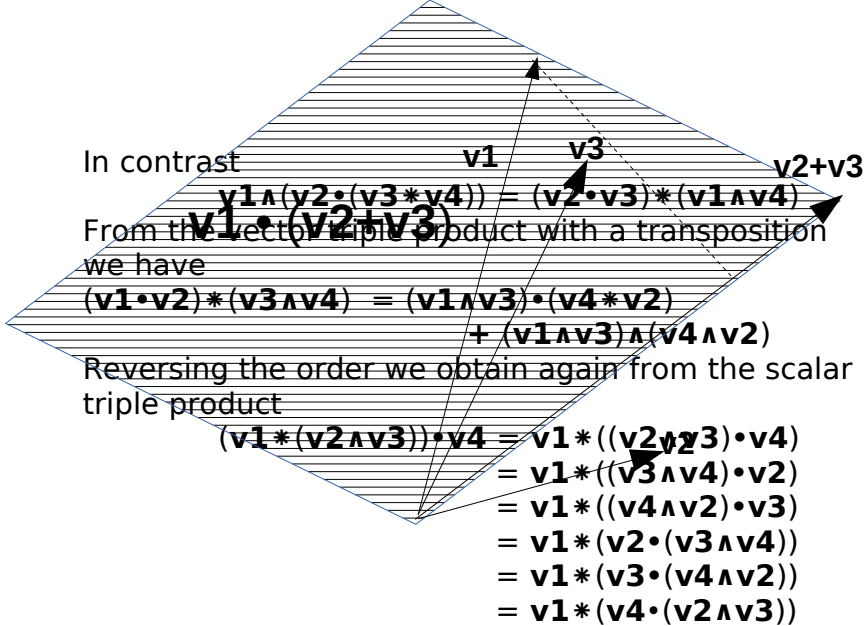 In contrast
v1∧(v2•(v3*v4)) = (v2•v3)*(v1∧v4)
From the vector triple product with a transposition
we have
(v1•v2)*(v3∧v4) = (v1∧v3)•(v4*v2)
+ (v1∧v3)∧(v4∧v2)
Reversing the order we obtain again from the scalar
triple product
(v1*(v2∧v3))•v4 = v1*((v2∧v3)•v4)
= v1*((v3∧v4)•v2)
= v1*((v4∧v2)•v3)
= v1*(v2•(v3∧v4))
= v1*(v3•(v4∧v2))
= v1*(v4•(v2∧v3))
v1
v3
v2+v3
v1•(v2+v3)
v2